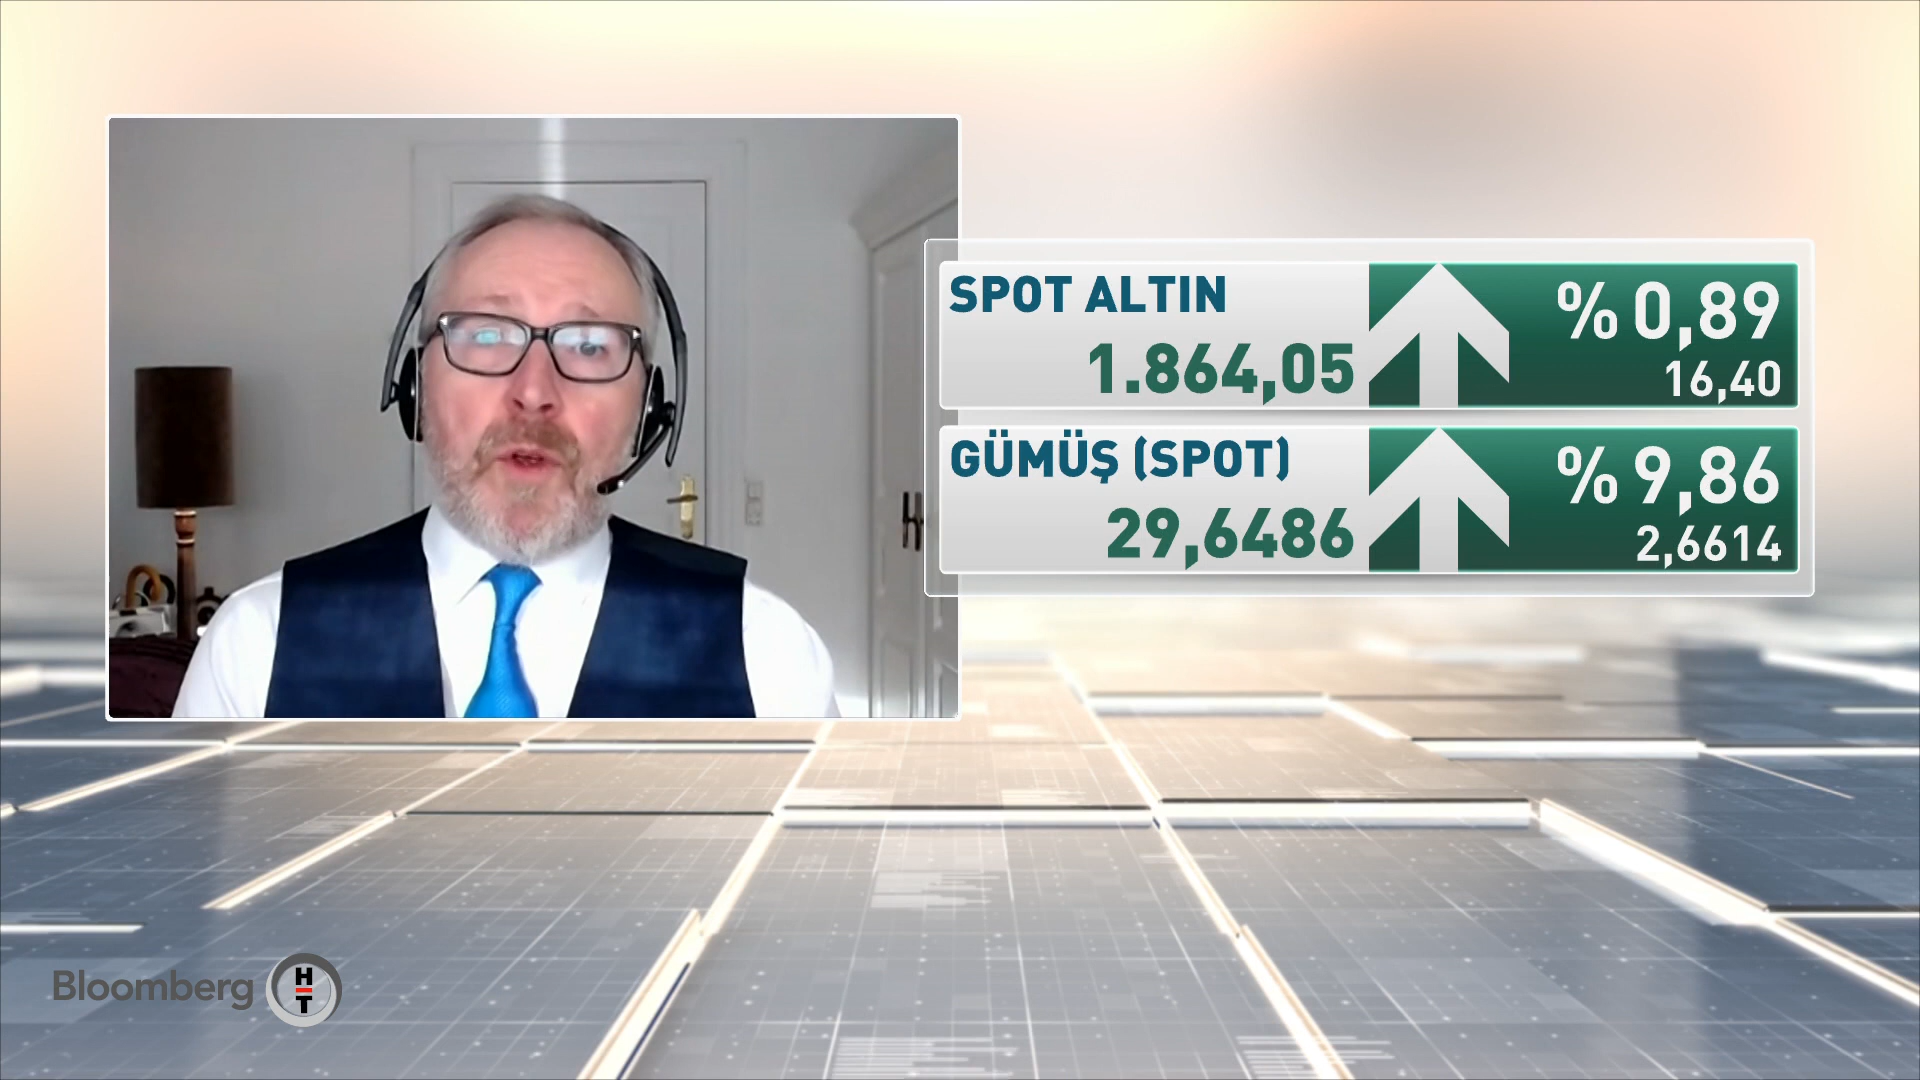 SPOT ALTIN
1.864,05
% 0,89
16,40
GÜMÜŞ (SPOT)
29,6486
% 9,86
2,6614
Bloomberg HT